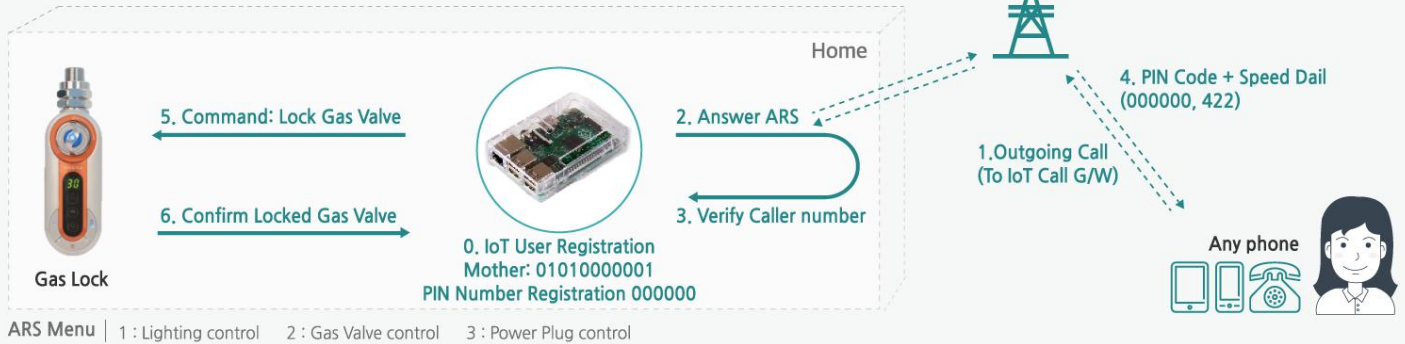 Home
5. Command: Lock Gas Valve
2. Answer ARS
4. PIN Code + Speed Dail
(000000, 422)
1.Outgoing Call
(To IoT Call G/W)
30
6. Confirm Locked Gas Valve
3. Verify Caller number
0. IoT User Registration
Mother: 01010000001
PIN Number Registration 000000
Gas Lock
Any phone
ARS Menu | 1 : Lighting control 2 : Gas Valve control 3 : Power Plug control